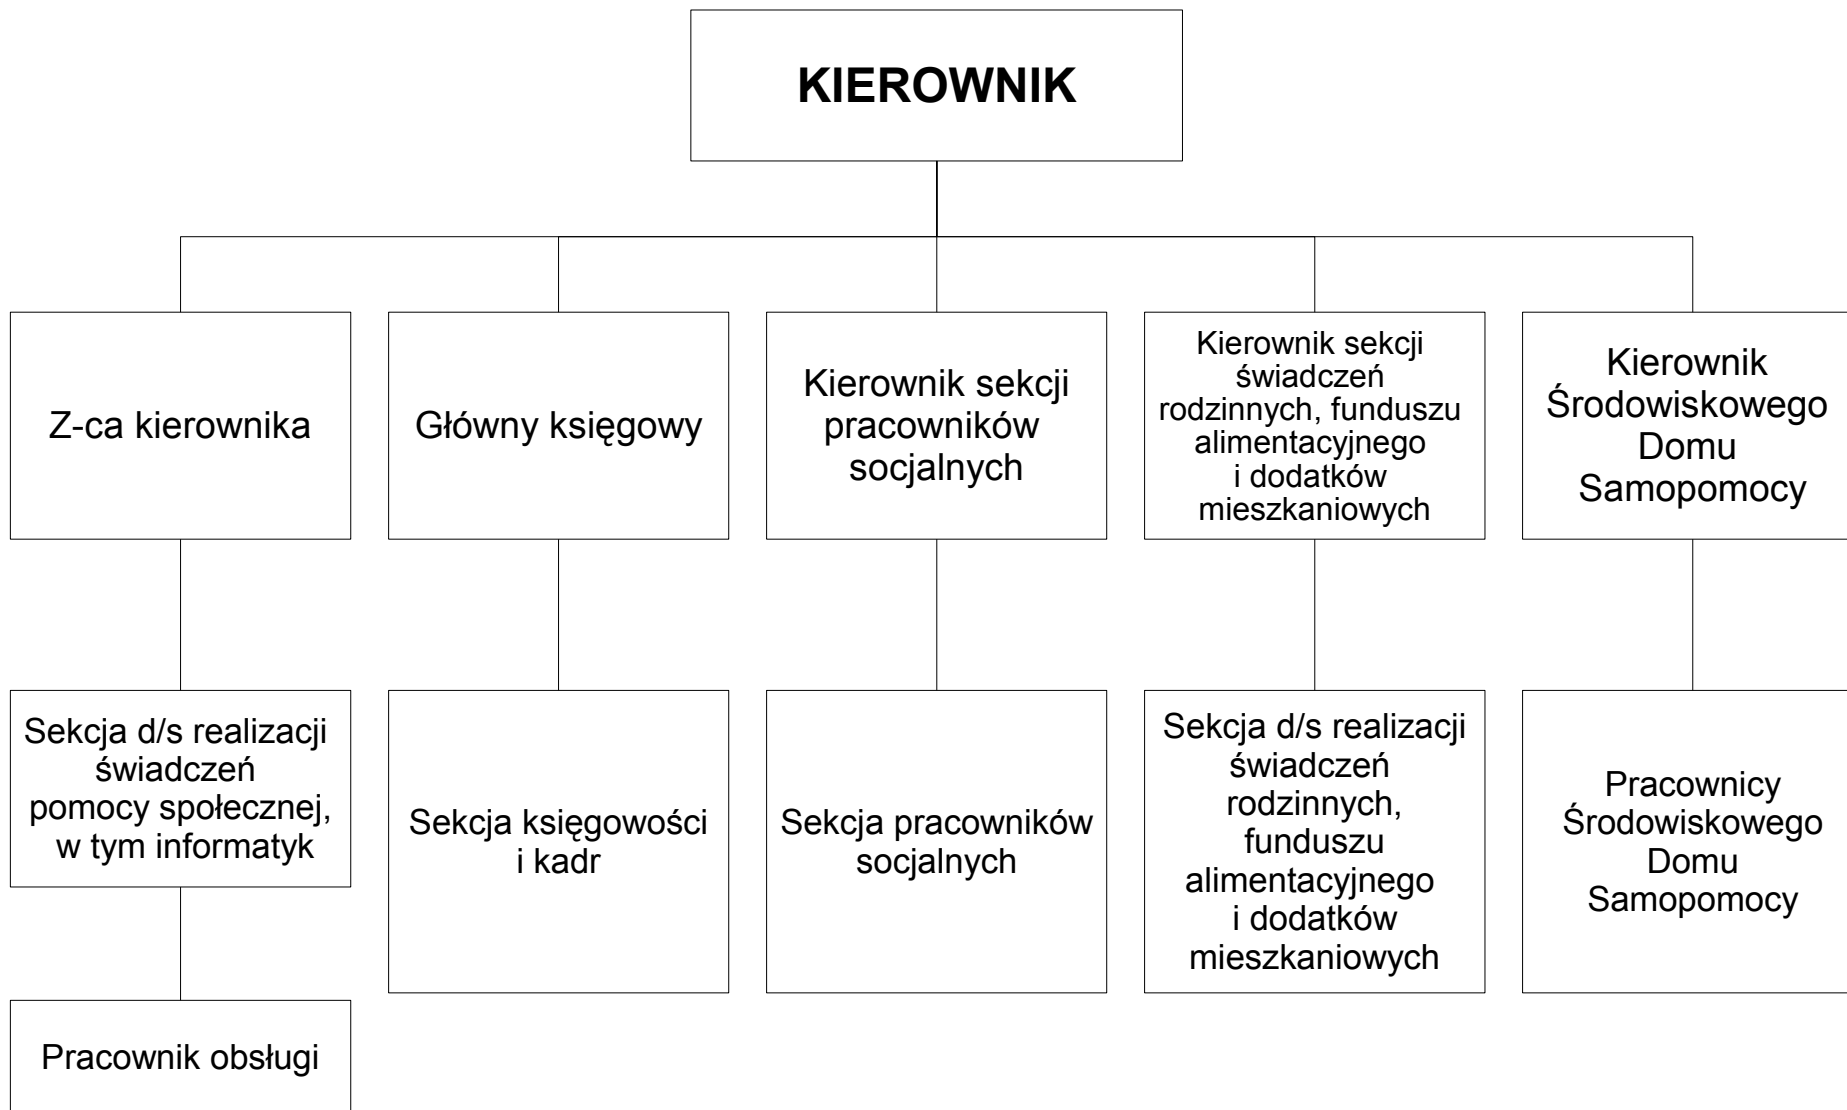 KIEROWNIK
Z-ca kierownika
Główny księgowy
Kierownik sekcji
pracowników
socjalnych
Kierownik sekcji
świadczeń
rodzinnych, funduszu
alimentacyjnego
i dodatków
mieszkaniowych
Kierownik
Środowiskowego
Domu
Samopomocy
Sekcja d/s realizacji
świadczeń
pomocy społecznej,
w tym informatyk
Sekcja księgowości
i kadr
Sekcja pracowników
socjalnych
Sekcja d/s realizacji
świadczeń
rodzinnych,
funduszu
alimentacyjnego
i dodatków
mieszkaniowych
Pracownicy
Środowiskowego
Domu
Samopomocy
Pracownik obsługi